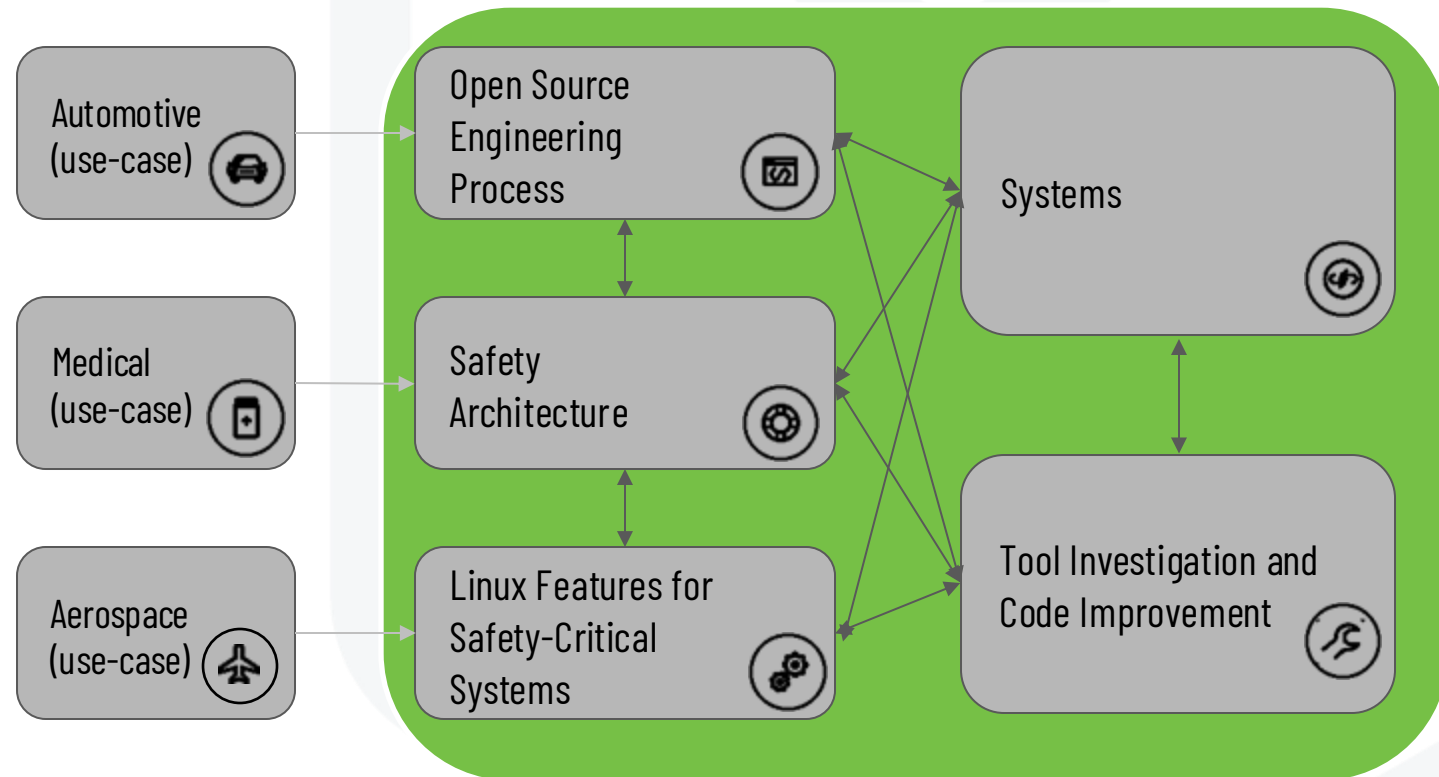 Automotive
(use-case)
Open Source
Engineering
Process
Systems
Medical
(use-case)
Safety
Architecture
Aerospace
(use-case)
Linux Features for
Safety-Critical
Systems
Tool Investigation and
Code Improvement